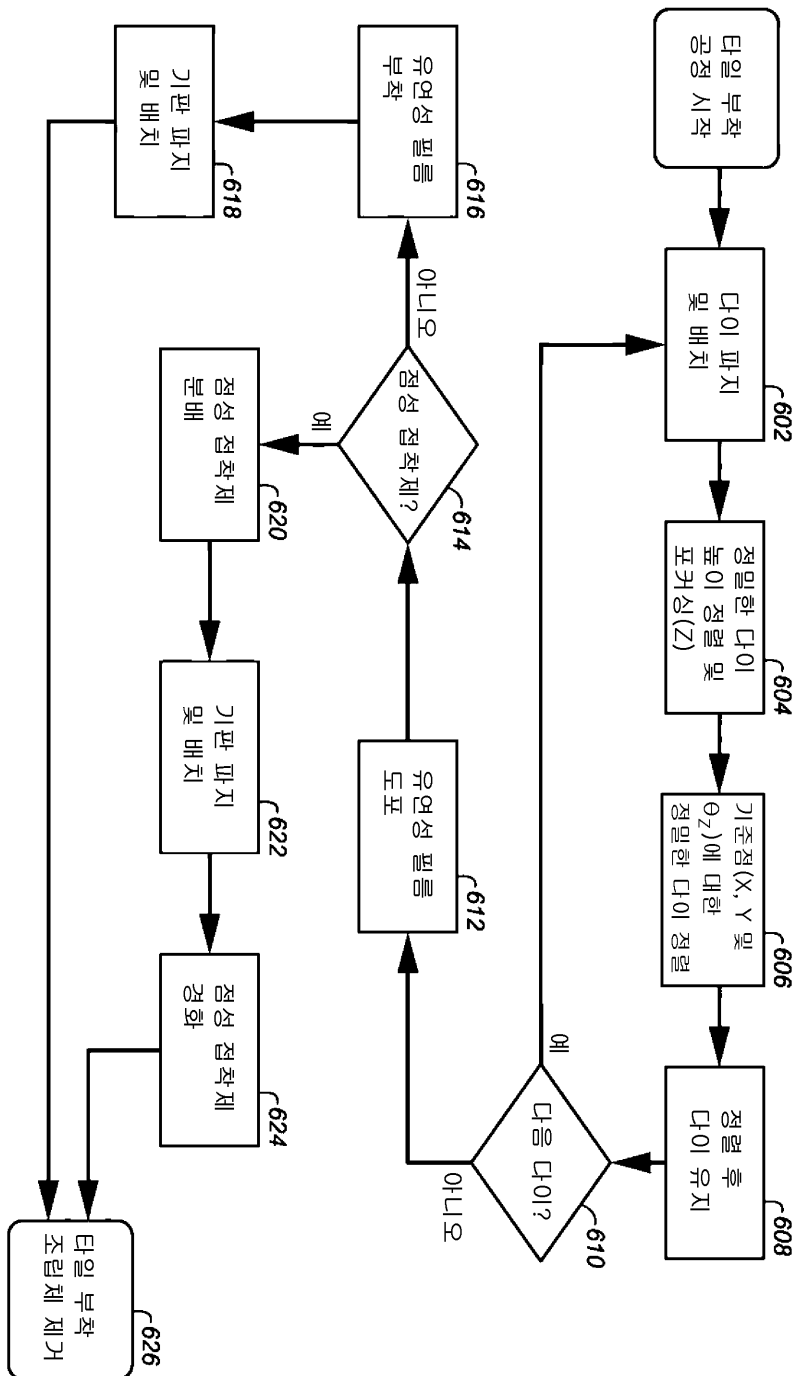 타일 부착
공정 시작
다이 파지
및 배치
602
정밀한 다이
높이 정렬 및
포커싱(Z)
604
기준점(X, Y 및
θZ)에 대한
정밀한 다이 정렬
606
정렬 후
다이 유지
608
다음 다이?
610
예
아니오
유연성 필름
도포
612
점성 접착제?
614
아니오
예
유연성 필름
부착
616
기판 파지
및 배치
618
점성 접착제
분배
620
기판 파지
및 배치
622
점성 접착제
경화
624
타일 부착
조립체 제거
626